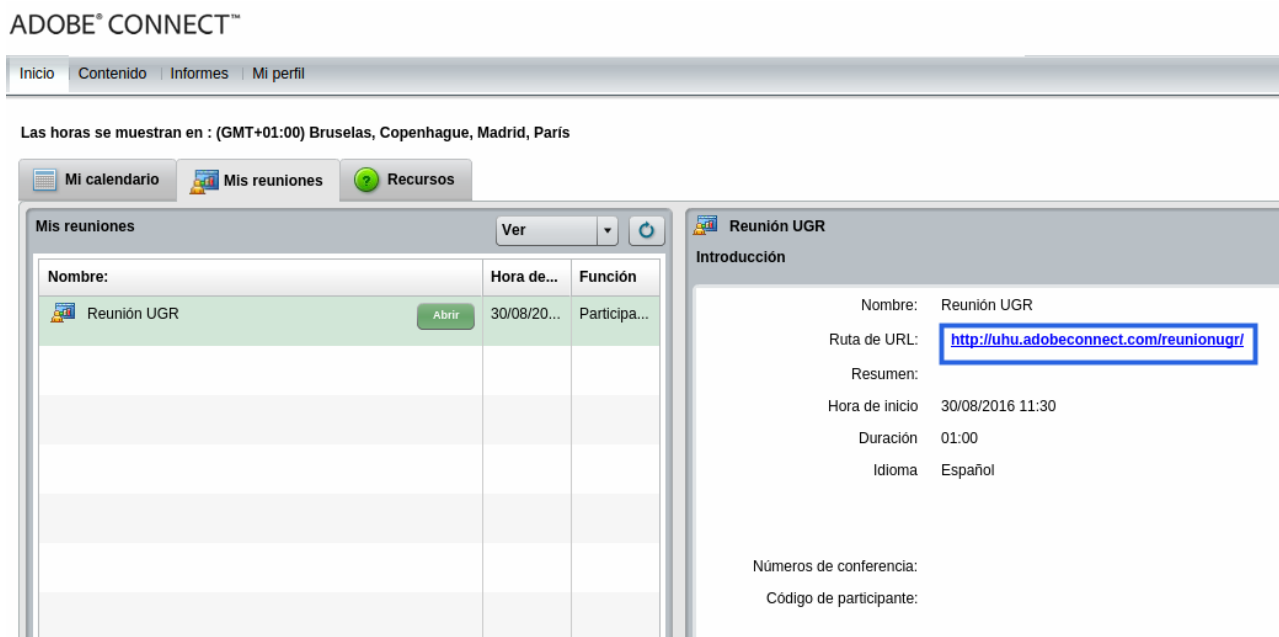 ADOBE® CONNECT™
Inicio Contenido Informes Mi perfil
Las horas se muestran en : (GMT+01:00) Bruselas, Copenhague, Madrid, París
Mi calendario Mis reuniones ? Recursos
Mis reuniones Ver
Nombre: Hora de... Función
Reunión UGR Abrir 30/08/20... Participa...
Reunión UGR
Introducción
Nombre: Reunión UGR
Ruta de URL: http://uhu.adobeconnect.com/reunionugr/
Resumen:
Hora de inicio 30/08/2016 11:30
Duración 01:00
Idioma Español
Números de conferencia:
Código de participante: